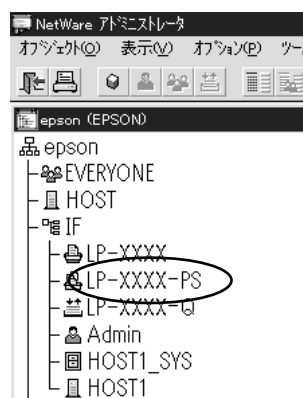 NetWare アドミニストレータ
オブジェクト(O) 表示(V) オプション(P) ツー
epson (EPSON)
epson
EVERYONE
HOST
IF
LP-XXXX
LP-XXXX-PS
LP-XXXX-Q
Admin
HOST1_SYS
HOST1